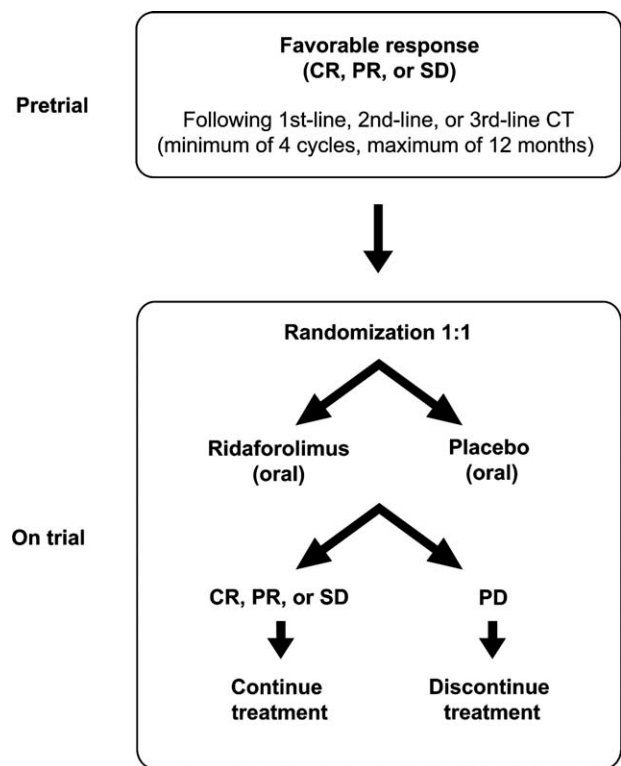 Pretrial
Favorable response
(CR, PR, or SD)
Following 1st-line, 2nd-line, or 3rd-line CT
(minimum of 4 cycles, maximum of 12 months)
On trial
Randomization 1:1
Ridaforolimus
(oral)
Placebo
(oral)
CR, PR, or SD
PD
Continue
treatment
Discontinue
treatment